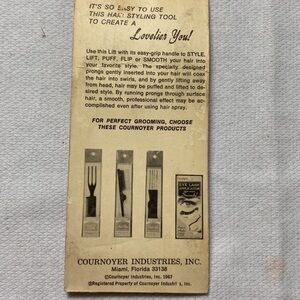 IT'S SO EASY TO USE
THIS HAIR STYLING TOOL
TO CREATE A
Lovelier You!
Use this Lift with its easy-grip handle to STYLE,
LIFT, PUFF, FLIP or SMOOTH your hair into
your favorite style. The specially designed
prongs gently inserted into your hair will coax
the hair into swirls, and by gently lifting away
from head, hair may be puffed and lifted to de-
sired style. By running prongs through surface
hair, a smooth, professional effect may be ac-
complished even after using hair spray.
FOR PERFECT GROOMING, CHOOSE
THESE COURNOYER PRODUCTS
EYE LASH
COURNOYER INDUSTRIES, INC.
Miami, Florida 33138
©Cournoyer Industries, Inc. 1967
®Registered Property of Cournoyer Industries, Inc.